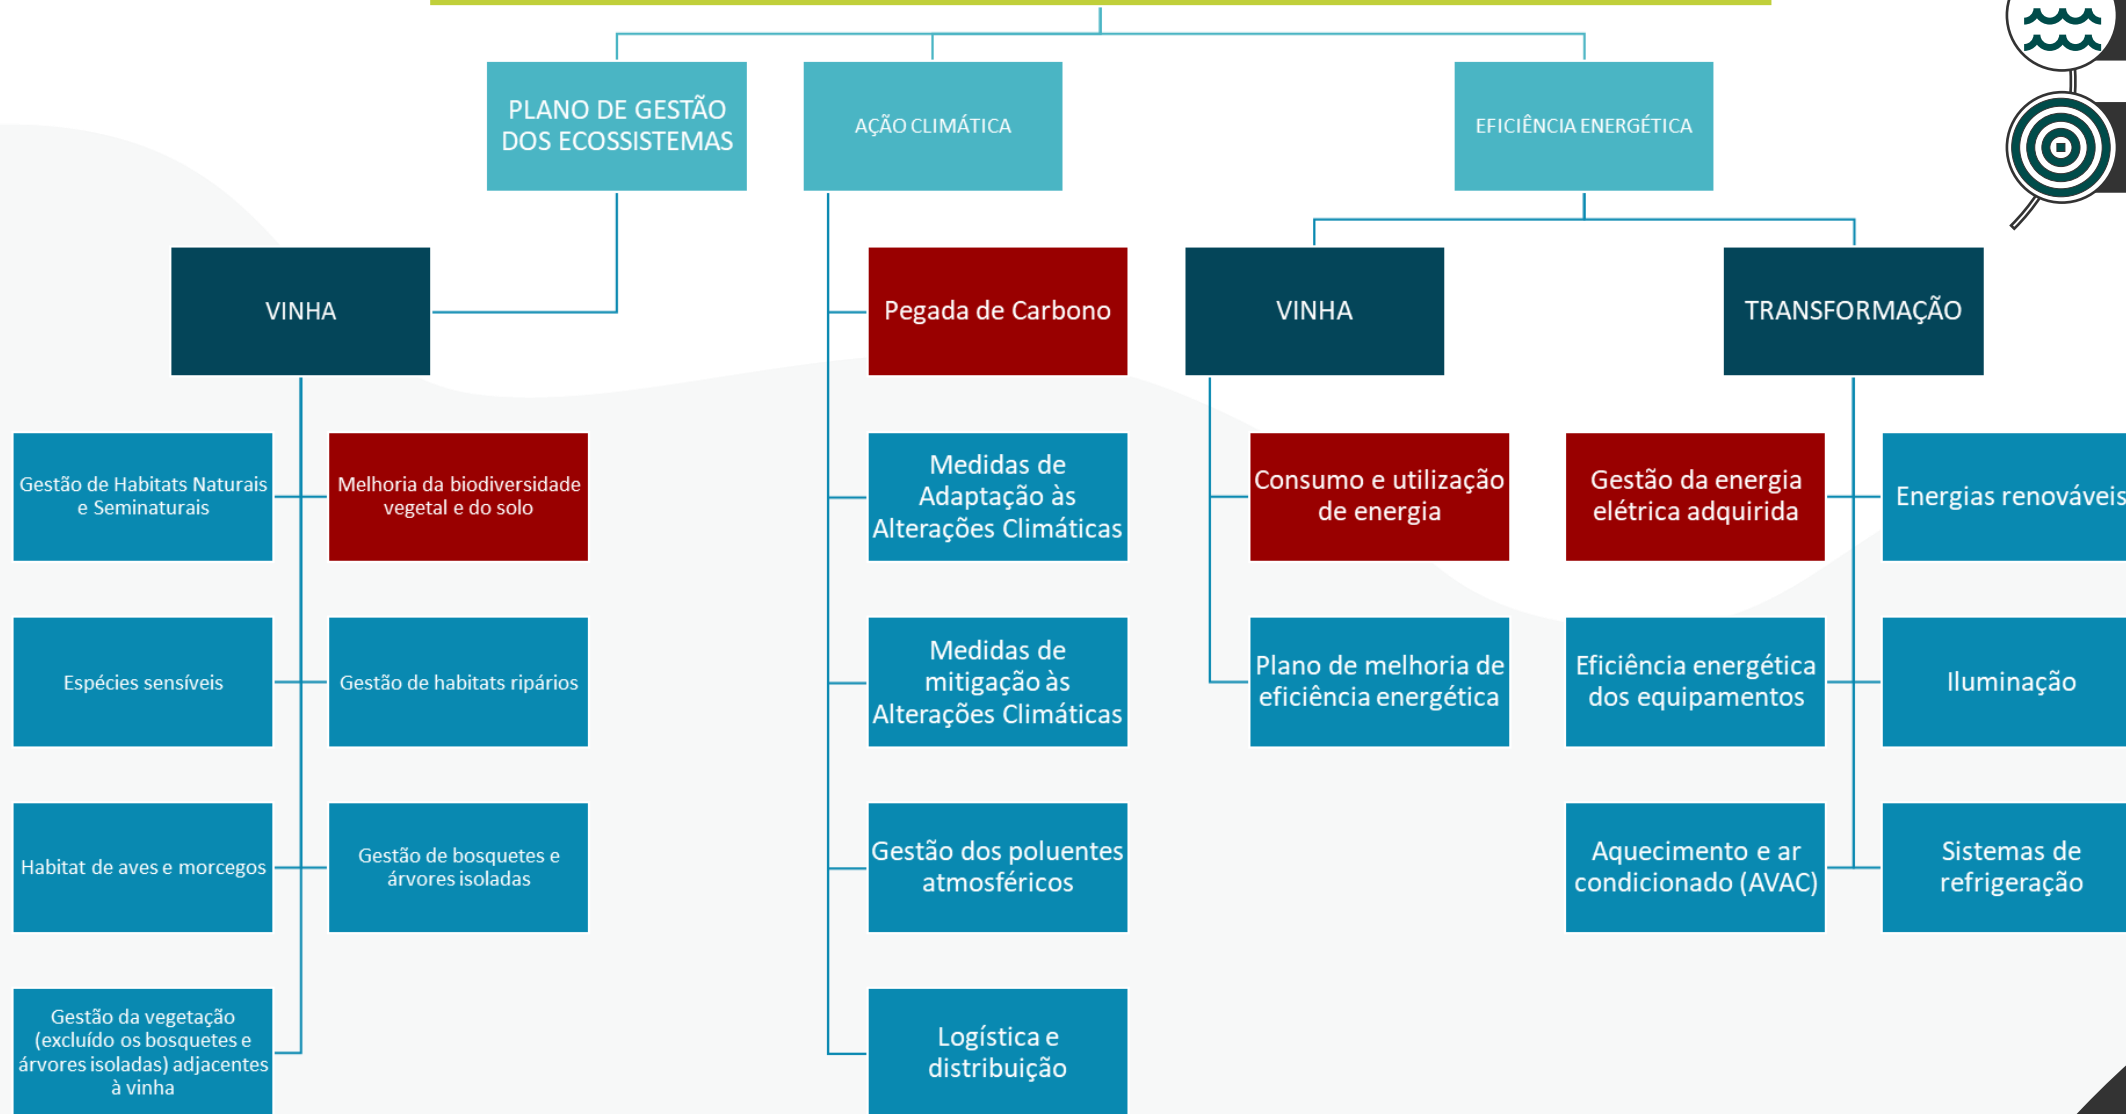 PLANO DE GESTÃO
DOS ECOSSISTEMAS
AÇÃO CLIMÁTICA
EFICIÊNCIA ENERGÉTICA
VINHA
Pegada de Carbono
VINHA
TRANSFORMAÇÃO
Gestão de Habitats Naturais
e Seminaturais
Melhoria da biodiversidade
vegetal e do solo
Medidas de
Adaptação às
Alterações Climáticas
Consumo e utilização
de energia
Gestão da energia
elétrica adquirida
Energias renováveis
Espécies sensíveis
Gestão de habitats ripários
Medidas de
mitigação às
Alterações Climáticas
Plano de melhoria de
eficiência energética
Eficiência energética
dos equipamentos
Iluminação
Habitat de aves e morcegos
Gestão de bosquetes e
árvores isoladas
Gestão dos poluentes
atmosféricos
Aquecimento e ar
condicionado (AVAC)
Sistemas de
refrigeração
Gestão da vegetação
(excluído os bosquetes e
árvores isoladas) adjacentes
à vinha
Logística e
distribuição